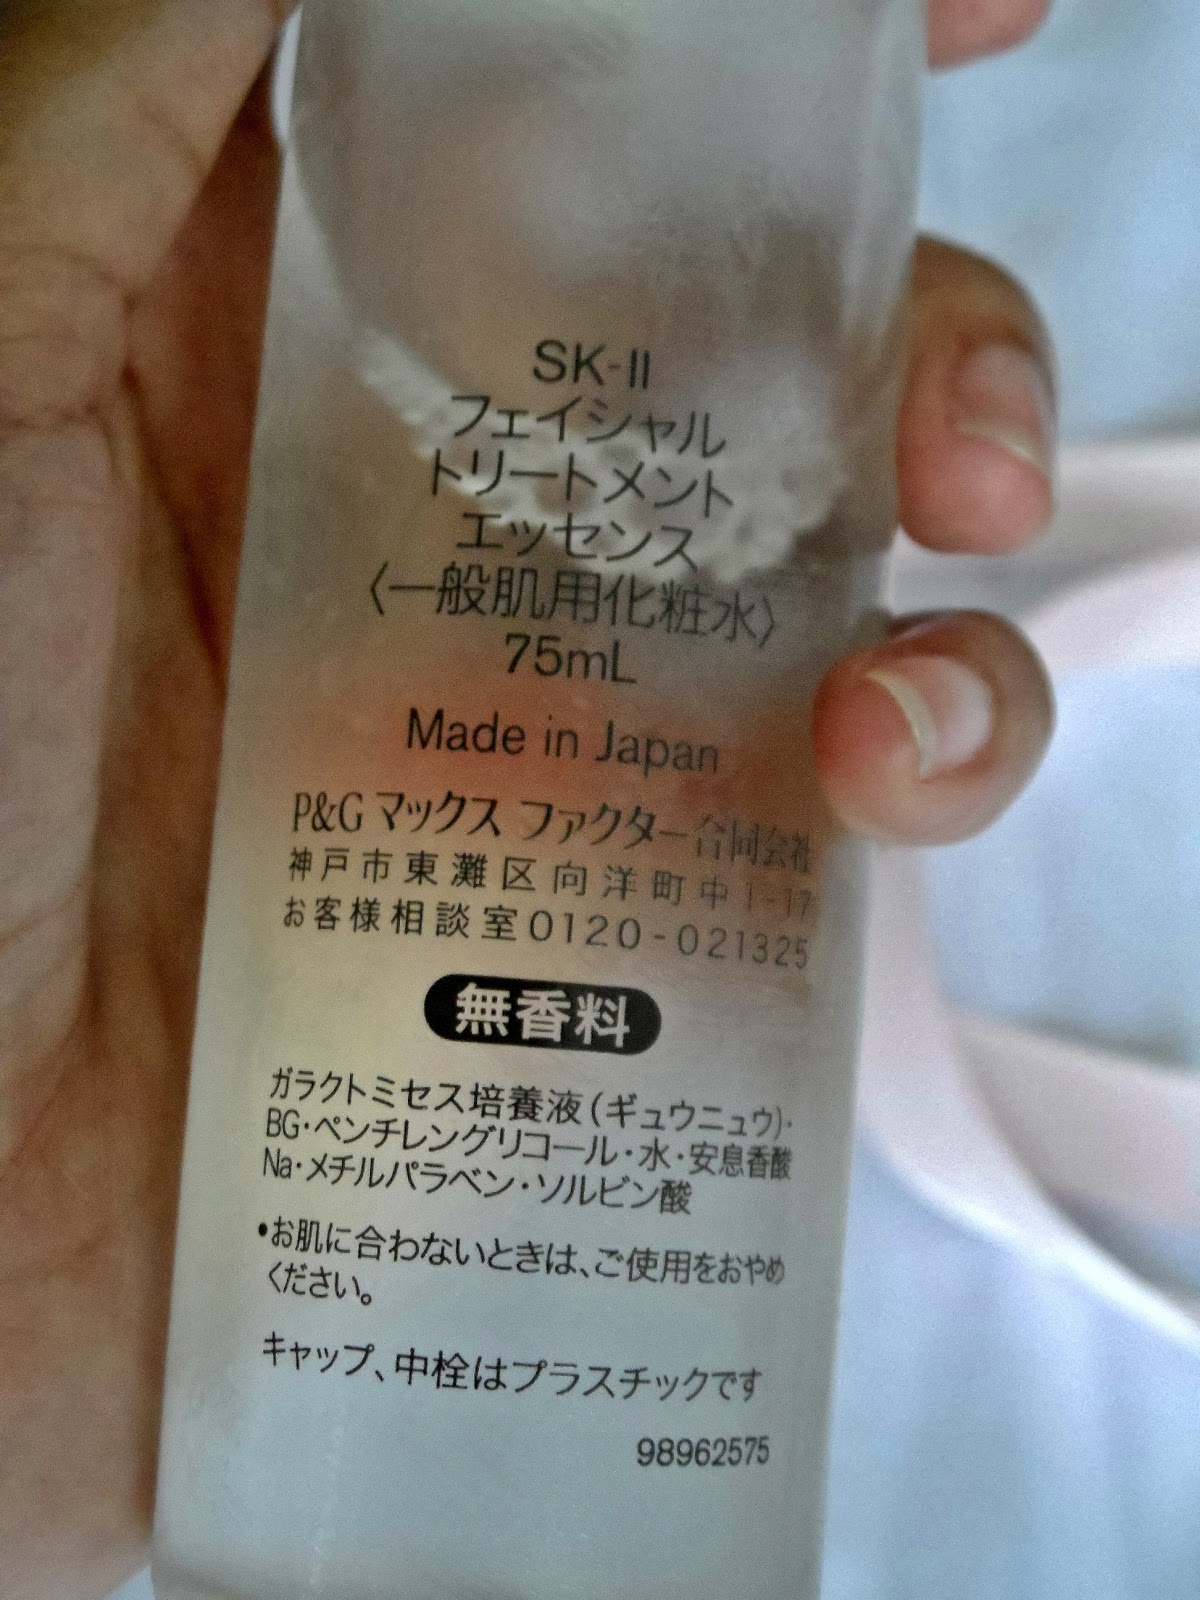 SK-II
フェイシャル
トリートメント
エッセンス
〈一般肌用化粧水〉
75mL
Made in Japan
P&G マックス ファクター合同会社
神戸市東灘区向洋町中1-17
お客様相談室0120-021325
無香料
ガラクトミセス培養液(ギュウニュウ)・
BG・ペンチレングリコール・水・安息香酸
Na・メチルパラベン・ソルビン酸
•お肌に合わないときは、ご使用をおやめ
ください。
キャップ、中栓はプラスチックです
98962575